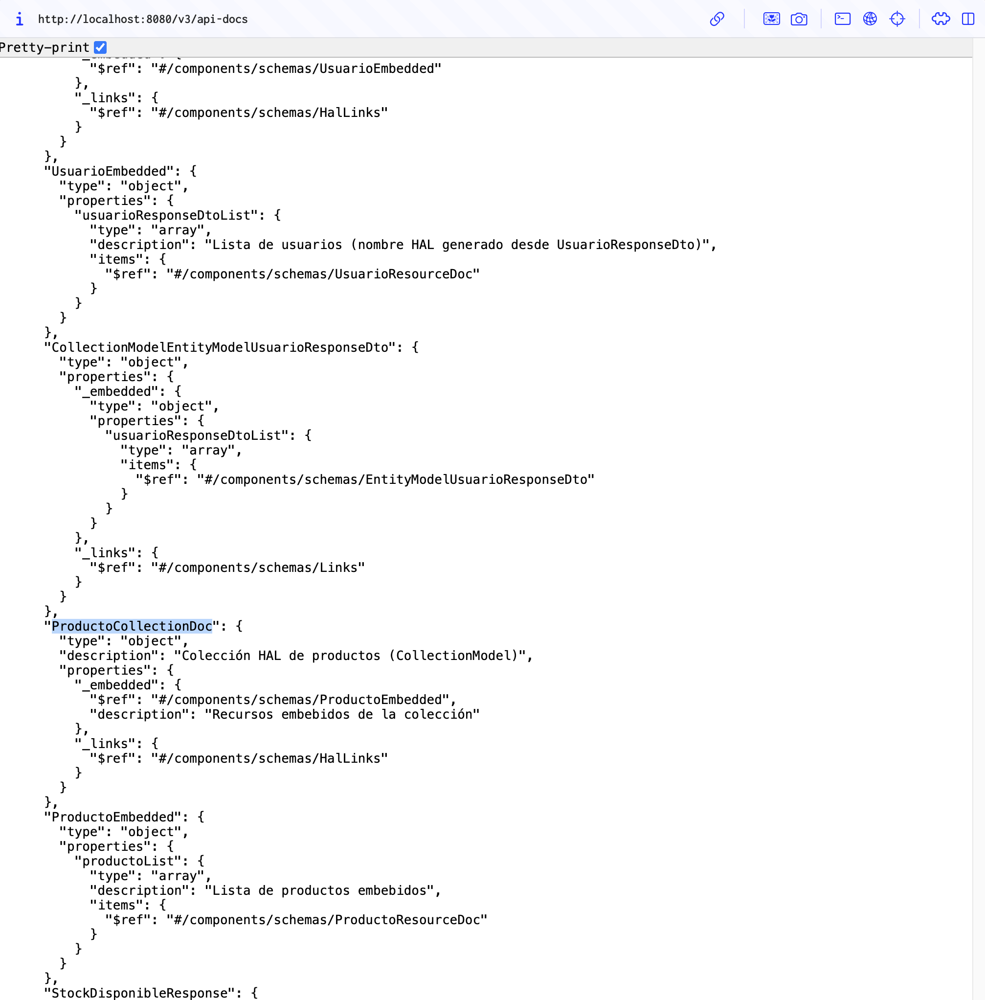 i http://localhost:8080/v3/api-docs
Pretty-print
"_embedded": {
"$ref": "#/components/schemas/UsuarioEmbedded"
},
"_links": {
"$ref": "#/components/schemas/HalLinks"
}
}
},
"UsuarioEmbedded": {
"type": "object",
"properties": {
"usuarioResponseDtoList": {
"type": "array",
"description": "Lista de usuarios (nombre HAL generado desde UsuarioResponseDto)",
"items": {
"$ref": "#/components/schemas/UsuarioResourceDoc"
}
}
}
},
"CollectionModelEntityModelUsuarioResponseDto": {
"type": "object",
"properties": {
"_embedded": {
"type": "object",
"properties": {
"usuarioResponseDtoList": {
"type": "array",
"items": {
"$ref": "#/components/schemas/EntityModelUsuarioResponseDto"
}
}
}
},
"_links": {
"$ref": "#/components/schemas/Links"
}
}
},
"ProductoCollectionDoc": {
"type": "object",
"description": "Colección HAL de productos (CollectionModel)",
"properties": {
"_embedded": {
"$ref": "#/components/schemas/ProductoEmbedded",
"description": "Recursos embebidos de la colección"
},
"_links": {
"$ref": "#/components/schemas/HalLinks"
}
}
},
"ProductoEmbedded": {
"type": "object",
"properties": {
"productoList": {
"type": "array",
"description": "Lista de productos embebidos",
"items": {
"$ref": "#/components/schemas/ProductoResourceDoc"
}
}
}
},
"StockDisponibleResponse": {